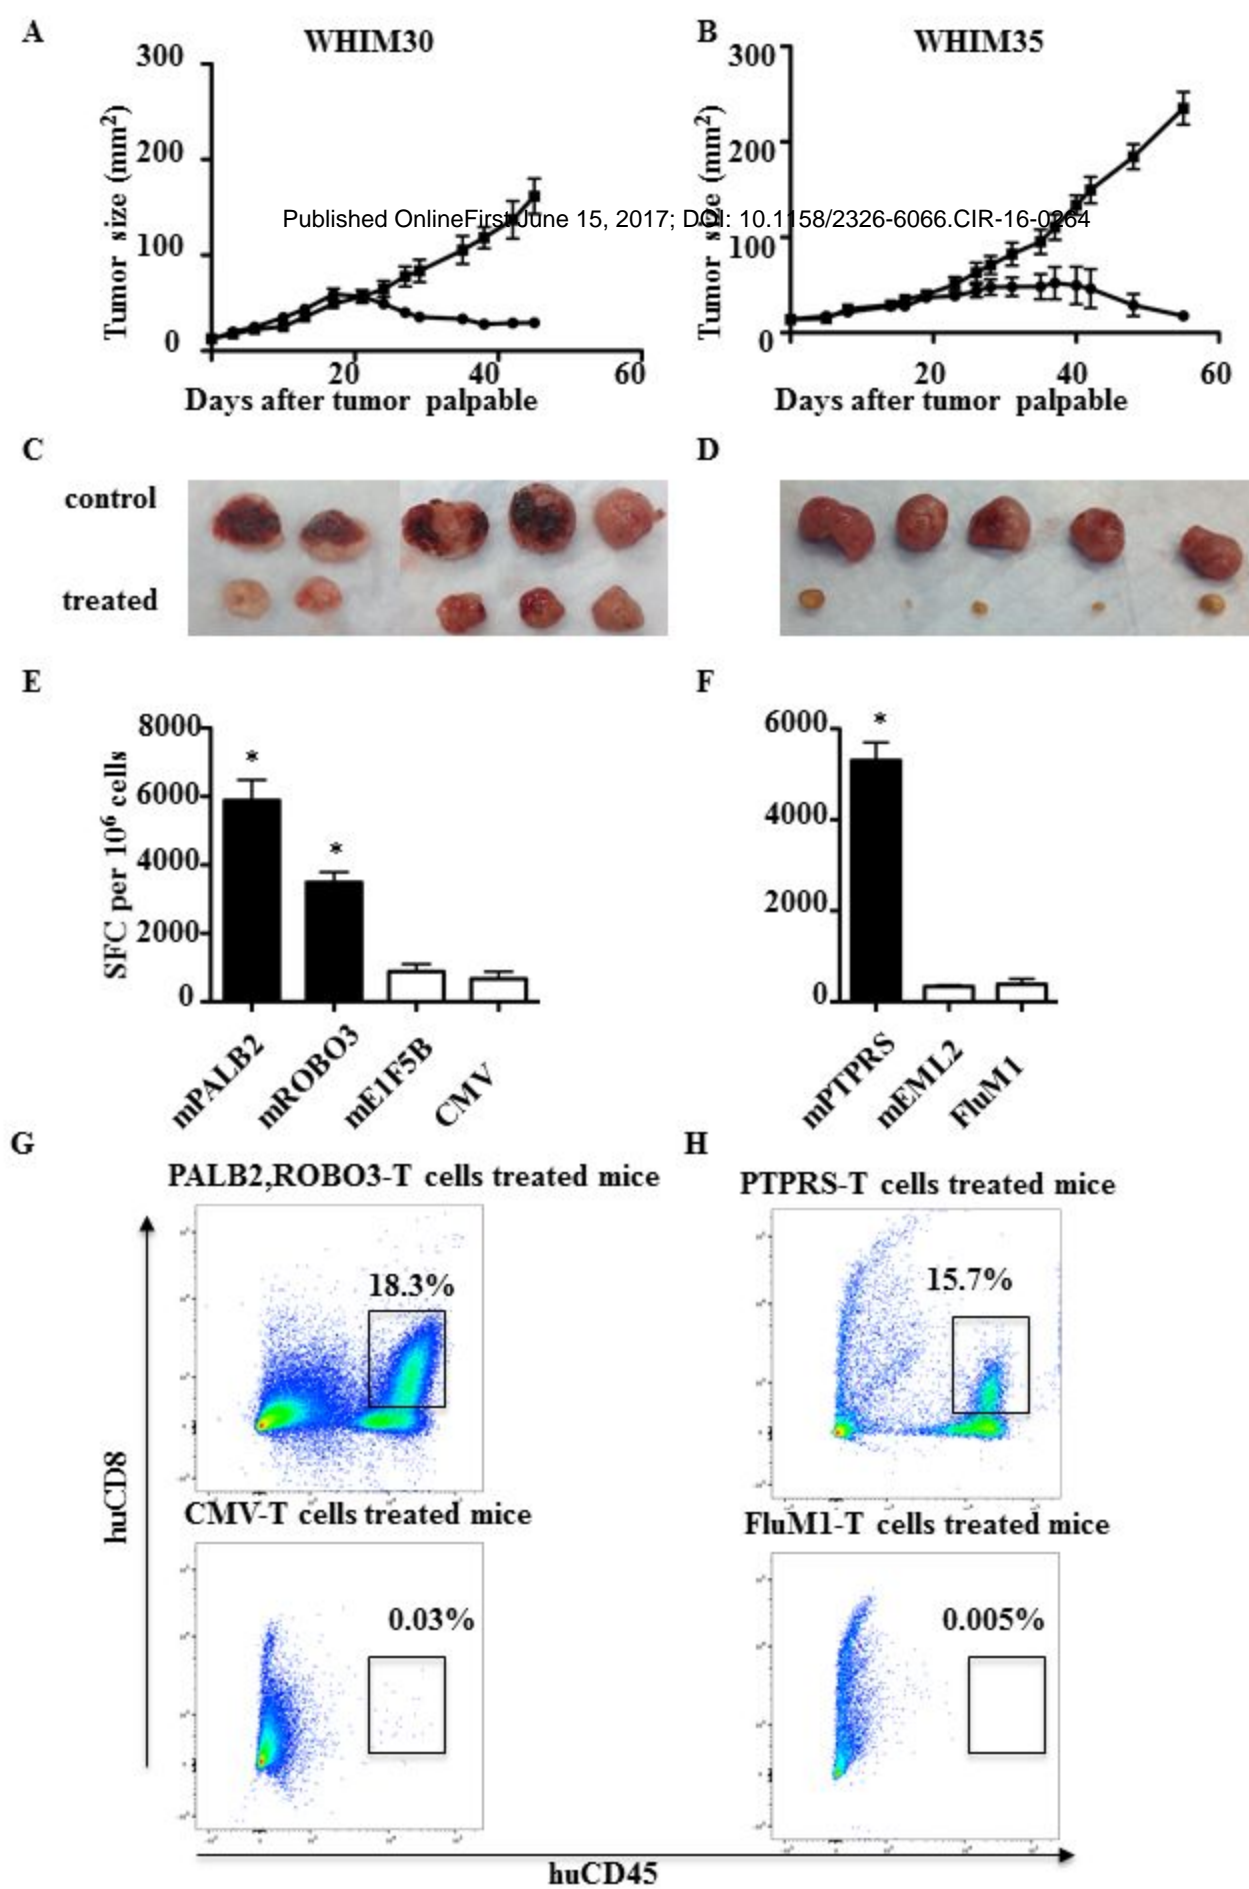 A
WHIM30
B
WHIM35
Tumor size (mm²)
300
200
100
0
20
40
60
Days after tumor palpable
Tumor size (mm²)
300
200
100
0
20
40
60
Days after tumor palpable
Published OnlineFirst June 15, 2017; DOI: 10.1158/2326-6066.CIR-16-0264
C
D
control
treated
E
F
SFC per 10⁶ cells
8000
6000
4000
2000
0
*
*
mPALB2
mROBO3
mE1F5B
CMV
6000
4000
2000
0
*
mPTPRS
mEML2
FluM1
G
H
PALB2,ROBO3-T cells treated mice
PTPRS-T cells treated mice
18.3%
15.7%
huCD8
CMV-T cells treated mice
FluM1-T cells treated mice
0.03%
0.005%
huCD45